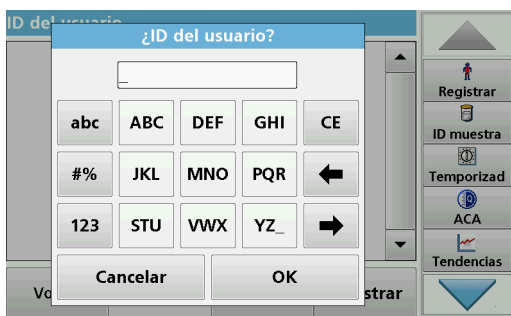 ID del usuario
¿ID del usuario?
_
abc ABC DEF GHI CE
#% JKL MNO PQR
123 STU VWX YZ_
Cancelar OK
Registrar
ID muestra
Temporizad
ACA
Tendencias